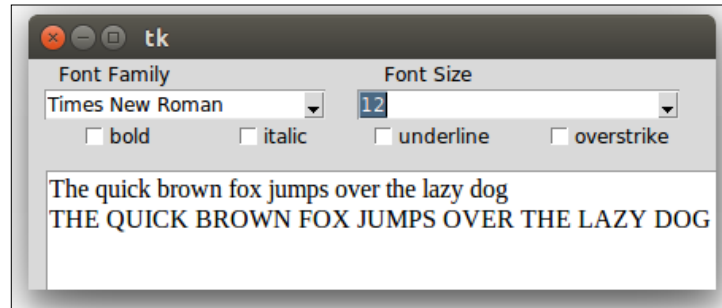 tk
Font Family Font Size
Times New Roman 12
bold italic underline overstrike
The quick brown fox jumps over the lazy dog
THE QUICK BROWN FOX JUMPS OVER THE LAZY DOG